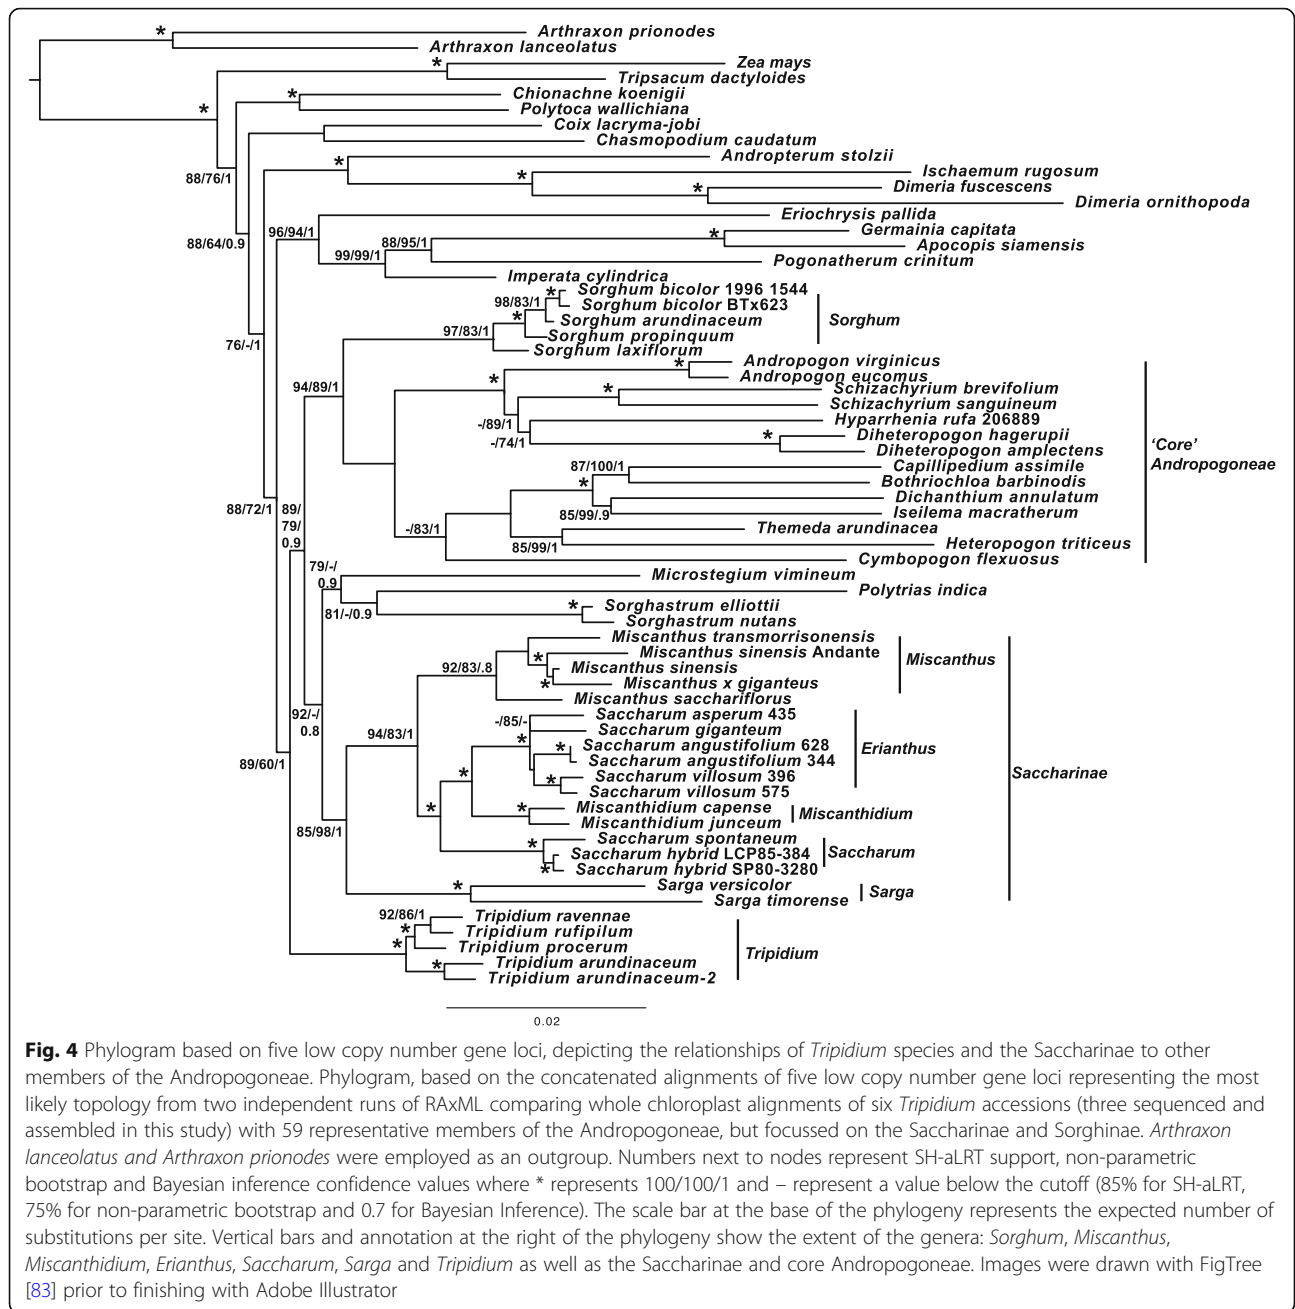 *
Arthraxon prionodes
Arthraxon lanceolatus
*
Zea mays
Tripsacum dactyloides
*
*
Chionachne koenigii
Polytoca wallichiana
Coix lacryma-jobi
Chasmopodium caudatum
88/76/1
*
Andropterum stolzii
*
Ischaemum rugosum
*
Dimeria fuscescens
Dimeria ornithopoda
88/64/0.9
96/94/1
Eriochrysis pallida
88/95/1
*
Germainia capitata
Apocopis siamensis
99/99/1
Pogonatherum crinitum
Imperata cylindrica
76/-/1
98/83/1
*
Sorghum bicolor 1996 1544
Sorghum bicolor BTx623
*
Sorghum arundinaceum
Sorghum
97/83/1
Sorghum propinquum
Sorghum laxiflorum
94/89/1
*
*
Andropogon virginicus
Andropogon eucomus
*
Schizachyrium brevifolium
Schizachyrium sanguineum
-/89/1
Hyparrhenia rufa 206889
-/74/1
*
Diheteropogon hagerupii
Diheteropogon amplectens
‘Core’
Andropogoneae
87/100/1
*
Capillipedium assimile
Bothriochloa barbinodis
Dichanthium annulatum
85/99/.9
Iseilema macratherum
88/72/1
89/
79/
0.9
-/83/1
Themeda arundinacea
85/99/1
Heteropogon triticeus
Cymbopogon flexuosus
79/-/
0.9
Microstegium vimineum
Polytrias indica
81/-/0.9
*
Sorghastrum elliottii
Sorghastrum nutans
Miscanthus transmorrisonensis
*
Miscanthus sinensis Andante
Miscanthus
92/83/.8
Miscanthus sinensis
*
Miscanthus x giganteus
Miscanthus sacchariflorus
92/-/
0.8
-/85/-
Saccharum asperum 435
94/83/1
*
Saccharum giganteum
*
Saccharum angustifolium 628
Erianthus
Saccharum angustifolium 344
89/60/1
*
*
Saccharum villosum 396
Saccharinae
Saccharum villosum 575
*
*
Miscanthidium capense
Miscanthidium
Miscanthidium junceum
85/98/1
*
Saccharum spontaneum
Saccharum hybrid LCP85-384
Saccharum
*
Saccharum hybrid SP80-3280
*
Sarga versicolor
Sarga
Sarga timorense
92/86/1
*
Tripidium ravennae
Tripidium rufipilum
*
Tripidium procerum
Tripidium
*
Tripidium arundinaceum
Tripidium arundinaceum-2
0.02
Fig. 4 Phylogram based on five low copy number gene loci, depicting the relationships of Tripidium species and the Saccharinae to other
members of the Andropogoneae. Phylogram, based on the concatenated alignments of five low copy number gene loci representing the most
likely topology from two independent runs of RAxML comparing whole chloroplast alignments of six Tripidium accessions (three sequenced and
assembled in this study) with 59 representative members of the Andropogoneae, but focussed on the Saccharinae and Sorghinae. Arthraxon
lanceolatus and Arthraxon prionodes were employed as an outgroup. Numbers next to nodes represent SH-aLRT support, non-parametric
bootstrap and Bayesian inference confidence values where * represents 100/100/1 and – represent a value below the cutoff (85% for SH-aLRT,
75% for non-parametric bootstrap and 0.7 for Bayesian Inference). The scale bar at the base of the phylogeny represents the expected number of
substitutions per site. Vertical bars and annotation at the right of the phylogeny show the extent of the genera: Sorghum, Miscanthus,
Miscanthidium, Erianthus, Saccharum, Sarga and Tripidium as well as the Saccharinae and core Andropogoneae. Images were drawn with FigTree
[83] prior to finishing with Adobe Illustrator